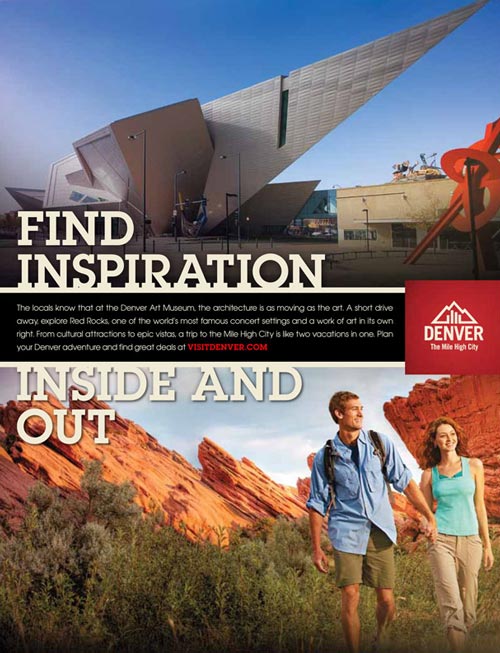 FIND
INSPIRATION
The locals know that at the Denver Art Museum, the architecture is as moving as the art. A short drive
away, explore Red Rocks, one of the world's most famous concert settings and a work of art in its own
right. From cultural attractions to epic vistas, a trip to the Mile High City is like two vacations in one. Plan
your Denver adventure and find great deals at VISITDENVER.COM
DENVER
The Mile High City
INSIDE AND
OUT